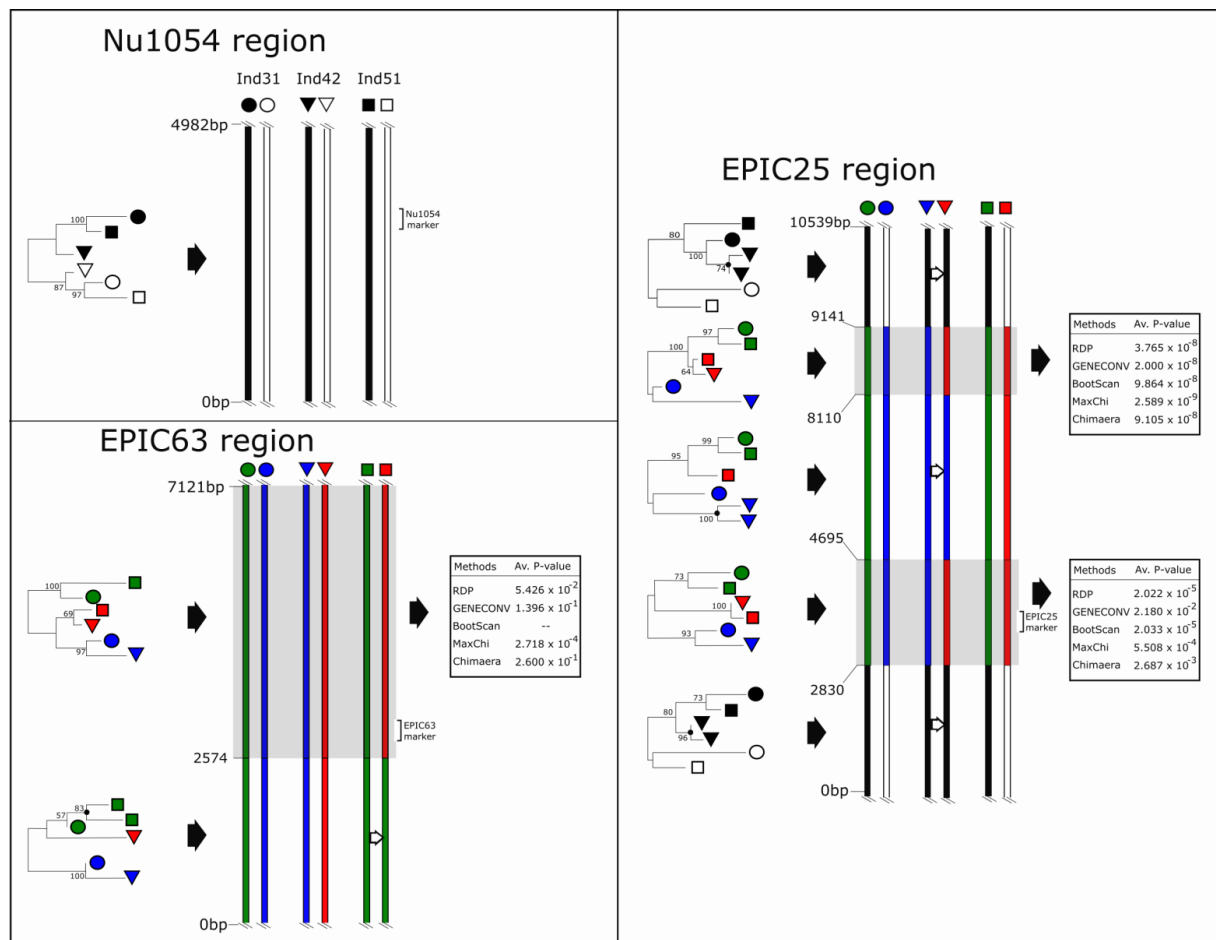 Nu1054 region
Ind31 Ind42 Ind51
4982bp
Nu1054
marker
100
87
97
0bp
EPIC63 region
7121bp
100
69
97
Methods Av. P-value
RDP 5.426 x 10-2
GENECONV 1.396 x 10-1
BootScan --
MaxChi 2.718 x 10-4
Chimaera 2.600 x 10-1
EPIC63
marker
2574
83
57
100
0bp
EPIC25 region
10539bp
80
100
74
9141
97
100
64
Methods Av. P-value
RDP 3.765 x 10-8
GENECONV 2.000 x 10-8
BootScan 9.864 x 10-8
MaxChi 2.589 x 10-9
Chimaera 9.105 x 10-8
8110
99
95
100
4695
73
100
93
EPIC25
marker
Methods Av. P-value
RDP 2.022 x 10-5
GENECONV 2.180 x 10-2
BootScan 2.033 x 10-5
MaxChi 5.508 x 10-4
Chimaera 2.687 x 10-3
2830
73
80
96
0bp